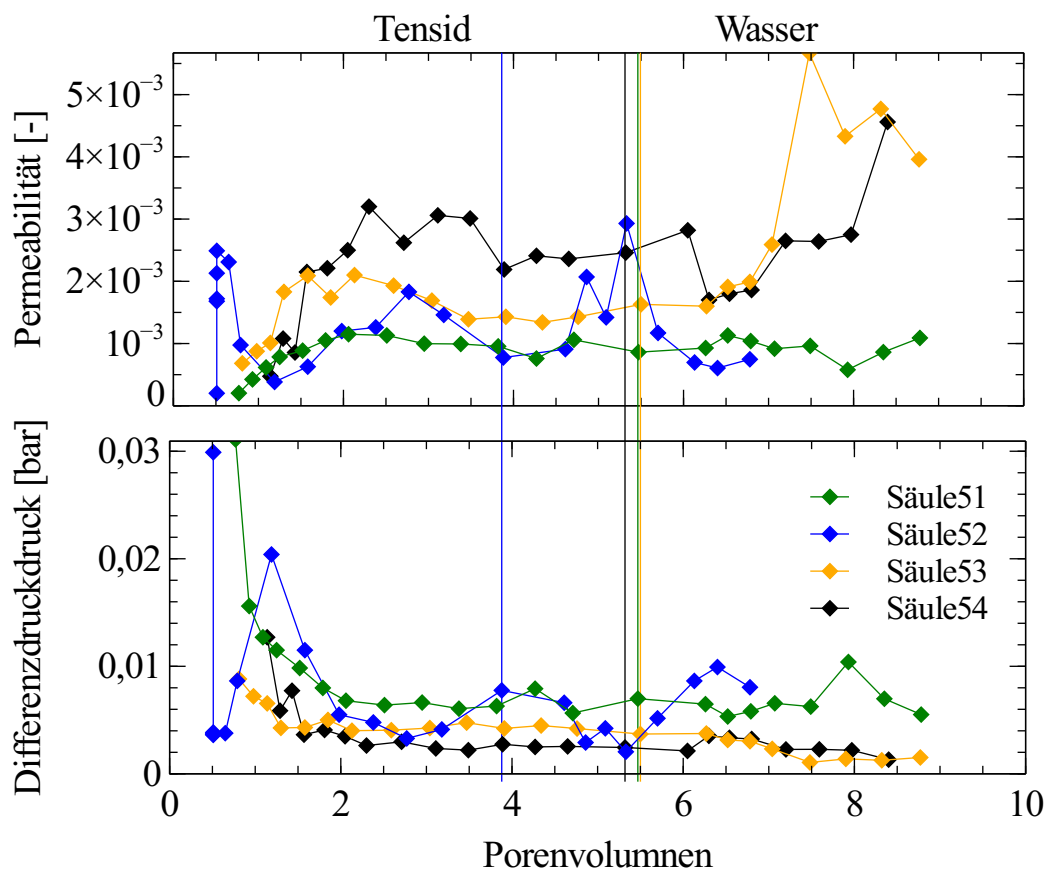 Tensid Wasser
Permeabilität [-]
5×10⁻³
4×10⁻³
3×10⁻³
2×10⁻³
10⁻³
0
Differenzdruckdruck [bar]
0,03
0,02
0,01
0
Säule51
Säule52
Säule53
Säule54
0 2 4 6 8 10
Porenvolumnen